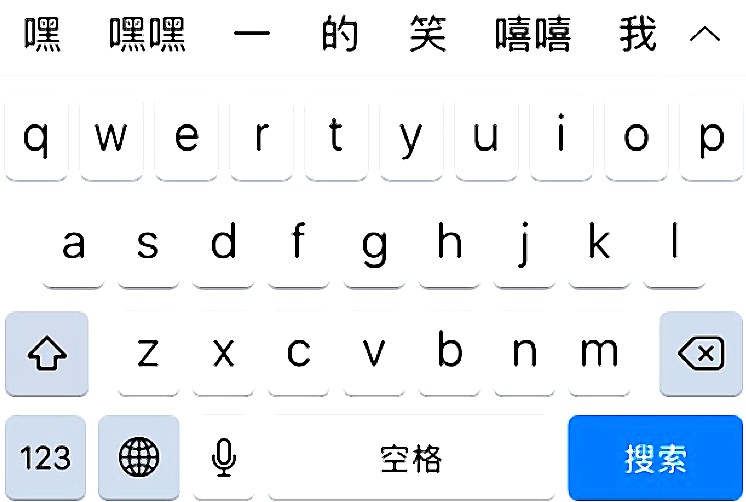 嘿 嘿嘿 一 的 笑 嘻嘻 我
q w e r t y u i o p
a s d f g h j k l
z x c v b n m
123 空格 搜索